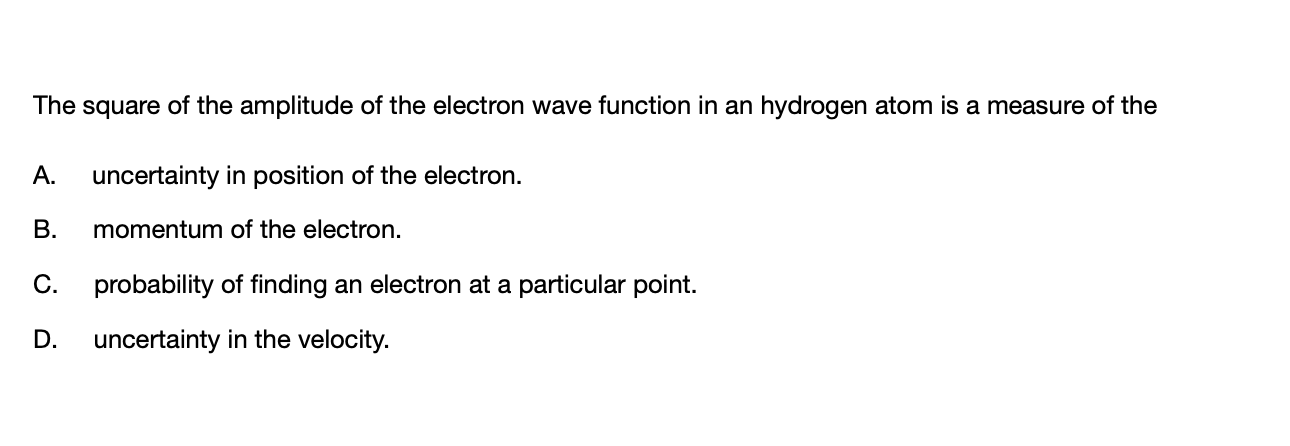 The square of the amplitude of the electron wave function in an hydrogen atom is a measure of the
A. uncertainty in position of the electron.
B. momentum of the electron.
C. probability of finding an electron at a particular point.
D. uncertainty in the velocity.